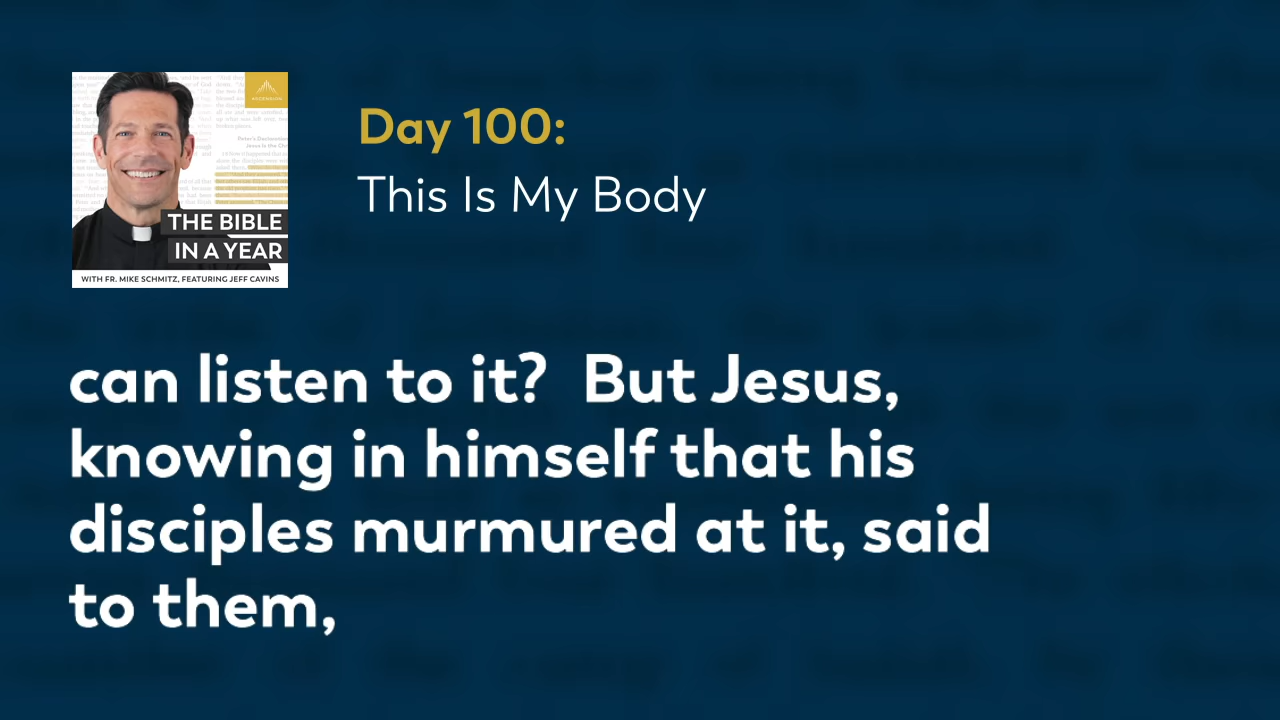 ASCENSION
THE BIBLE
IN A YEAR
WITH FR. MIKE SCHMITZ, FEATURING JEFF CAVINS
Day 100:
This Is My Body
can listen to it?  But Jesus,
knowing in himself that his
disciples murmured at it, said
to them,